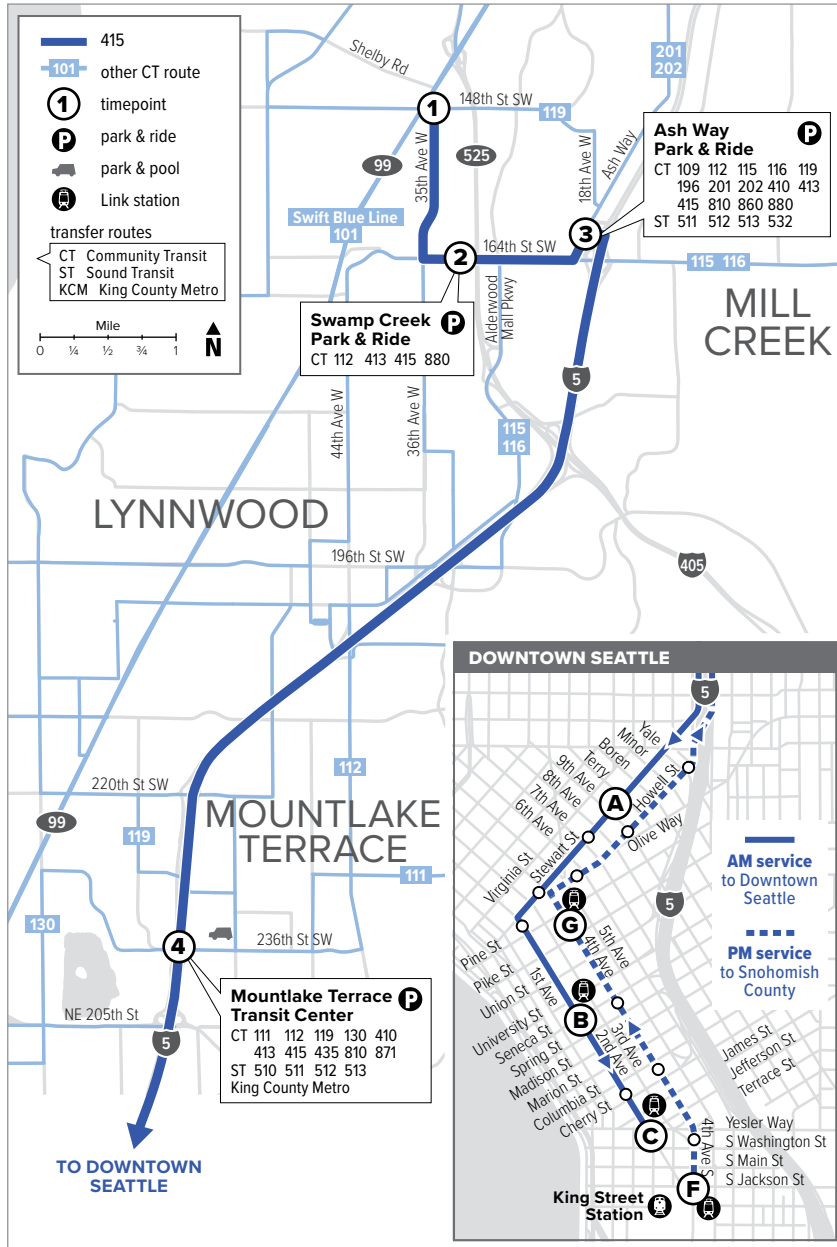 415
101
other CT route
1
timepoint
P
park & ride
park & pool
Link station
transfer routes
CT Community Transit
ST Sound Transit
KCM King County Metro
Mile
0 ¼ ½ ¾ 1
N
Shelby Rd
201
202
1
148th St SW
119
99
525
35th Ave W
18th Ave W
Ash Way
Ash Way
Park & Ride
P
CT 109 112 115 116 119
196 201 202 410 413
415 810 860 880
ST 511 512 513 532
Swift Blue Line
101
3
2
164th St SW
115 116
Alderwood
Mall Pkwy
MILL
CREEK
Swamp Creek
Park & Ride
P
CT 112 413 415 880
5
44th Ave W
36th Ave W
115
116
LYNNWOOD
196th St SW
405
220th St SW
112
99
MOUNTLAKE
TERRACE
119
111
130
4
236th St SW
NE 205th St
5
Mountlake Terrace
Transit Center
P
CT 111 112 119 130 410
413 415 435 810 871
ST 510 511 512 513
King County Metro
TO DOWNTOWN
SEATTLE
DOWNTOWN SEATTLE
5
Yale
Minor
Boren
Terry
9th Ave
8th Ave
7th Ave
6th Ave
A
Howell St
Olive Way
Stewart St
Virginia St
AM service
to Downtown
Seattle
PM service
to Snohomish
County
5
G
5th Ave
4th Ave
Pine St
Pike St
Union St
University St
Seneca St
Spring St
Madison St
Marion St
Columbia St
Cherry St
1st Ave
B
2nd Ave
3rd Ave
James St
Jefferson St
Terrace St
C
4th Ave S
Yesler Way
S Washington St
S Main St
S Jackson St
F
King Street
Station